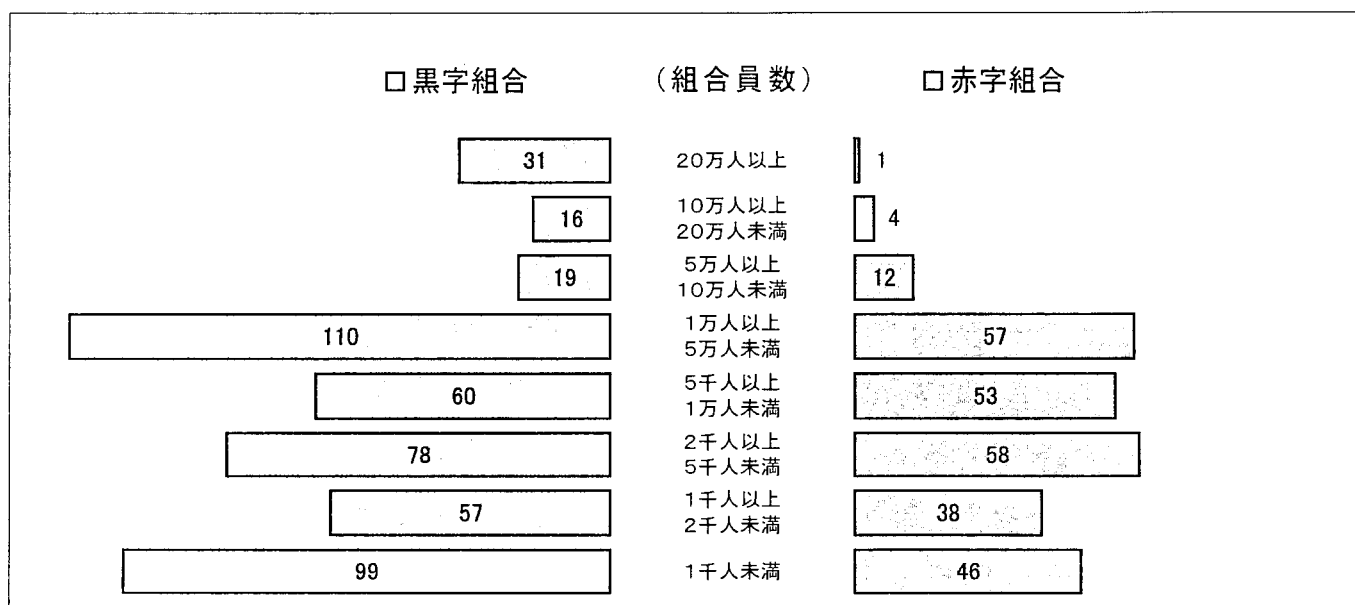 □黒字組合 (組合員数) □赤字組合
31 20万人以上 1
16 10万人以上
20万人未満 4
19 5万人以上
10万人未満 12
110 1万人以上
5万人未満 57
60 5千人以上
1万人未満 53
78 2千人以上
5千人未満 58
57 1千人以上
2千人未満 38
99 1千人未満 46